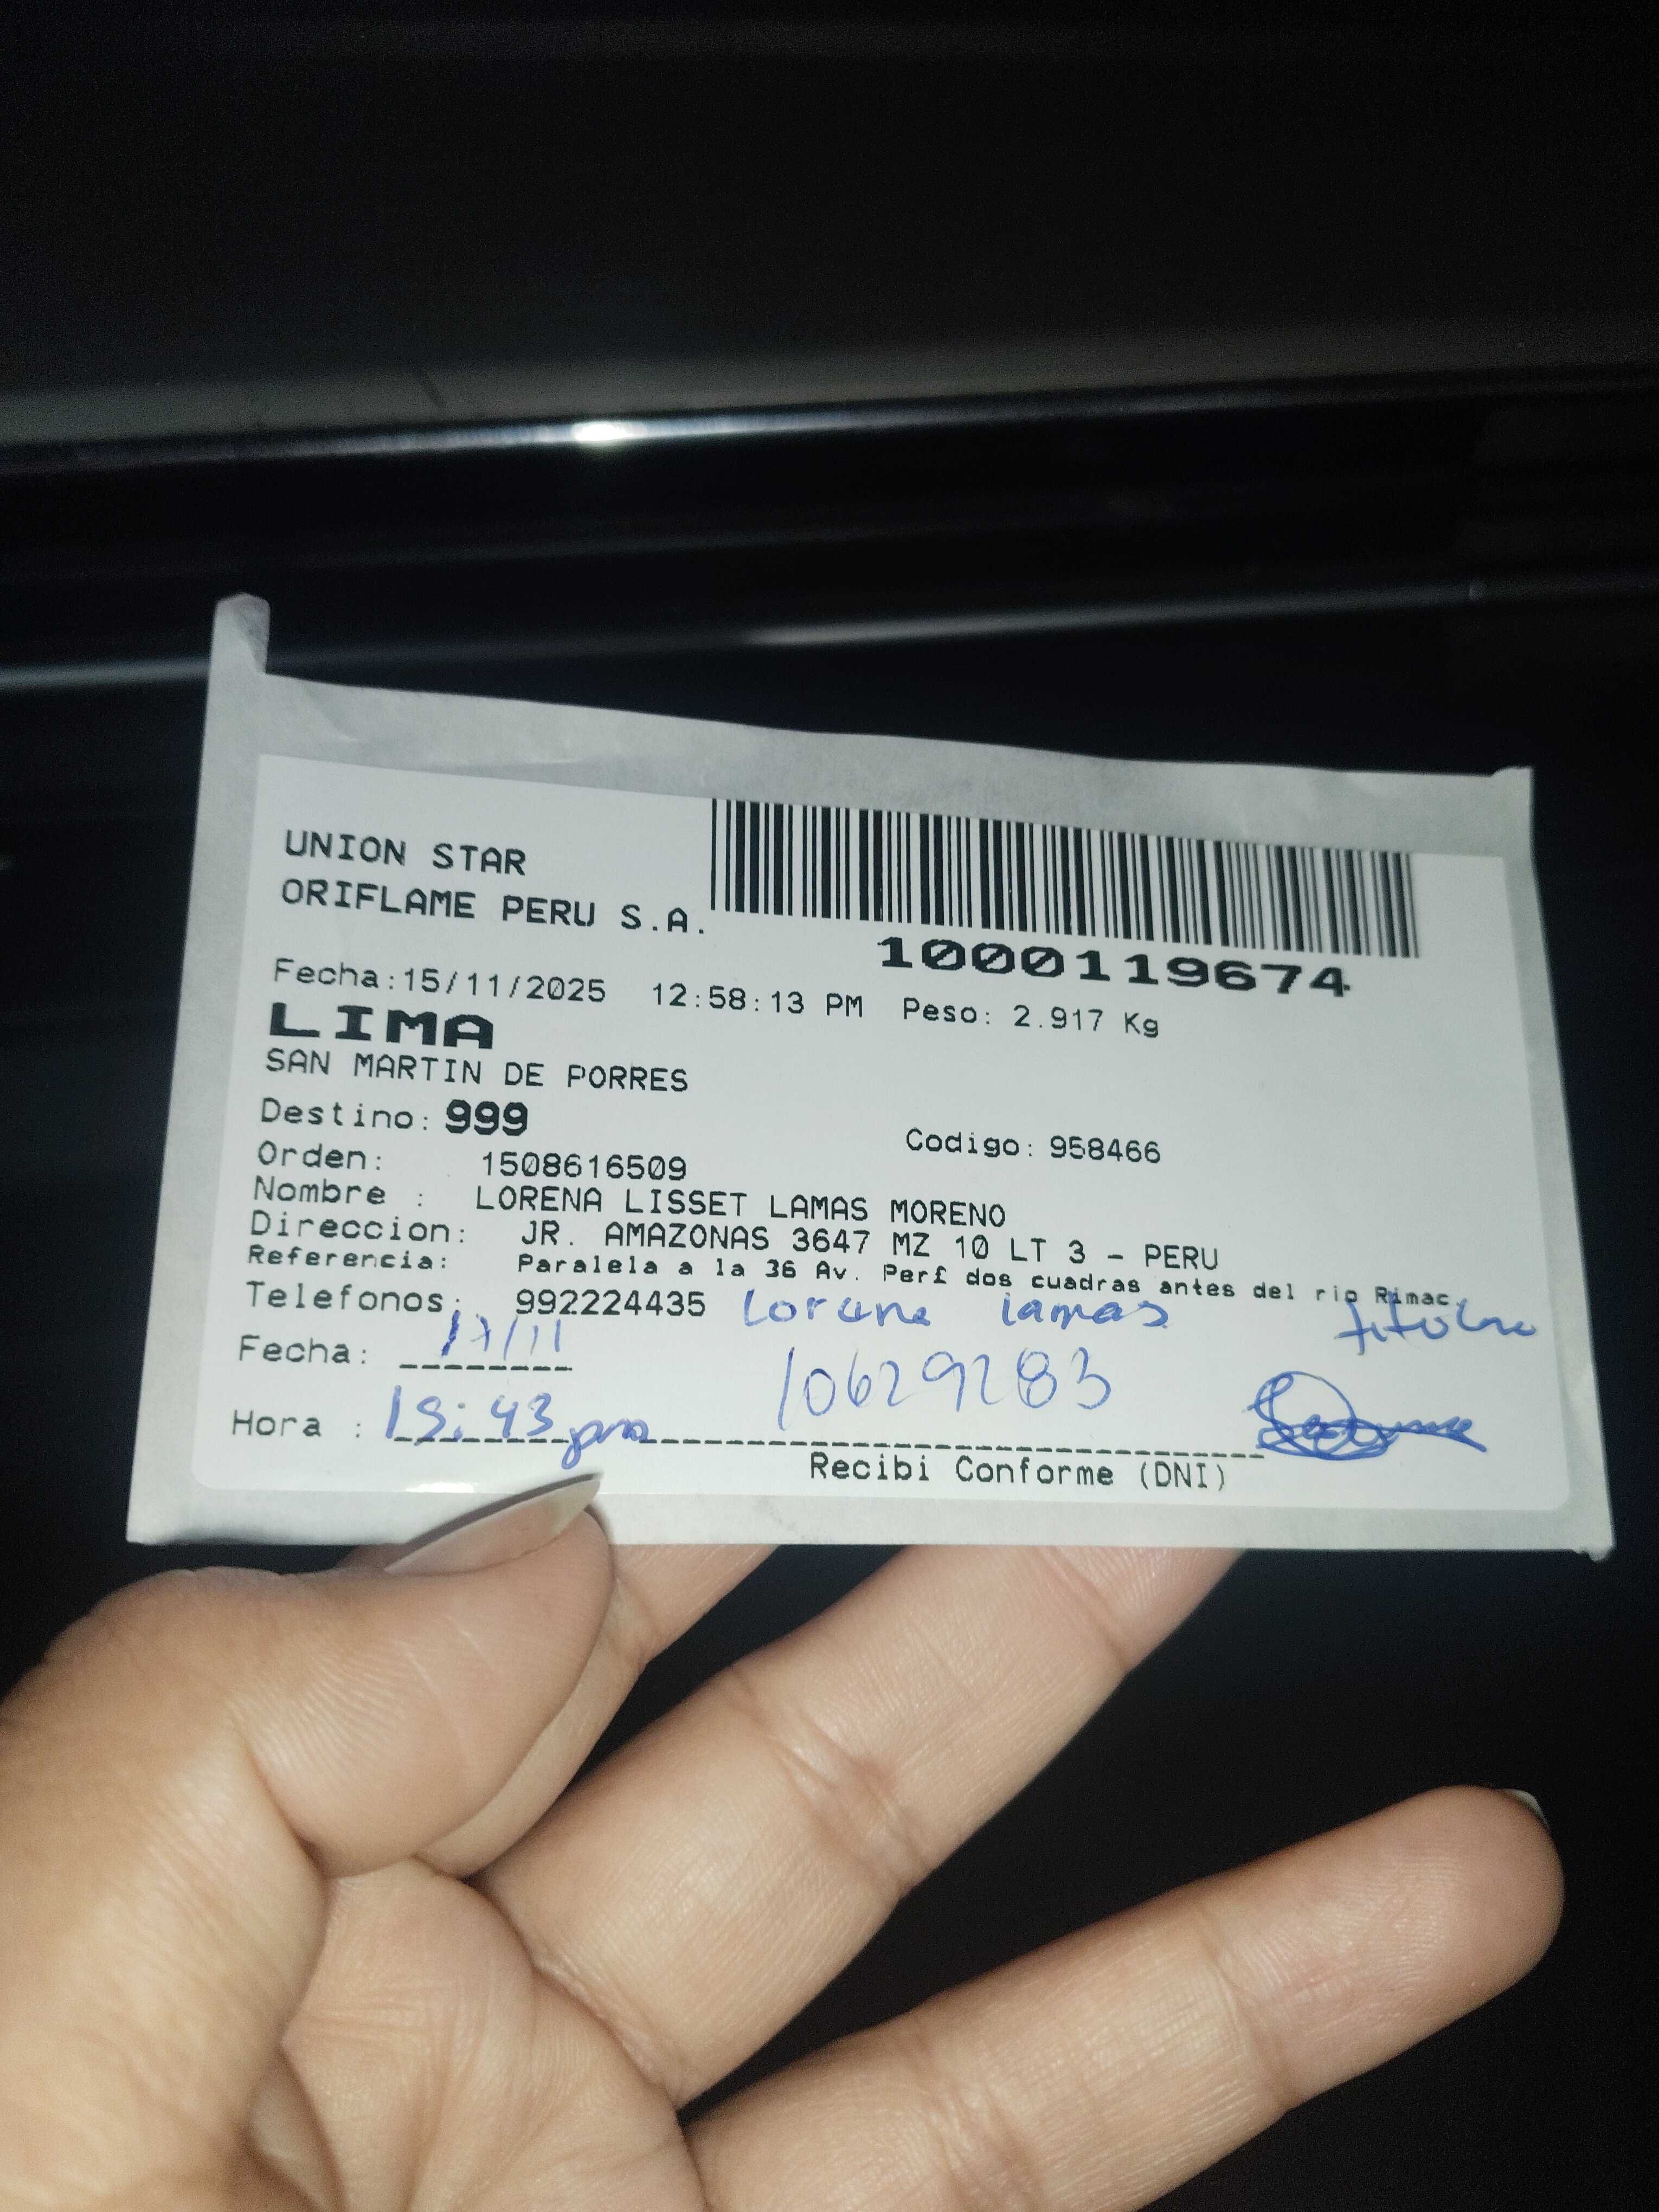 UNION STAR
ORIFLAME PERU S.A.
1000119674
Fecha:15/11/2025 12:58:13 PM Peso: 2.917 Kg
LIMA
SAN MARTIN DE PORRES
Destino: 999 Codigo: 958466
Orden: 1508616509
Nombre : LORENA LISSET LAMAS MORENO
Direccion: JR. AMAZONAS 3647 MZ 10 LT 3 - PERU
Referencia: Paralela a la 36 Av. Per£ dos cuadras antes del rio Rimac.
Telefonos: 992224435 Lorena lamas titular
Fecha: 17/11 10629283
Hora : :43 pm
Recibi Conforme (DNI)